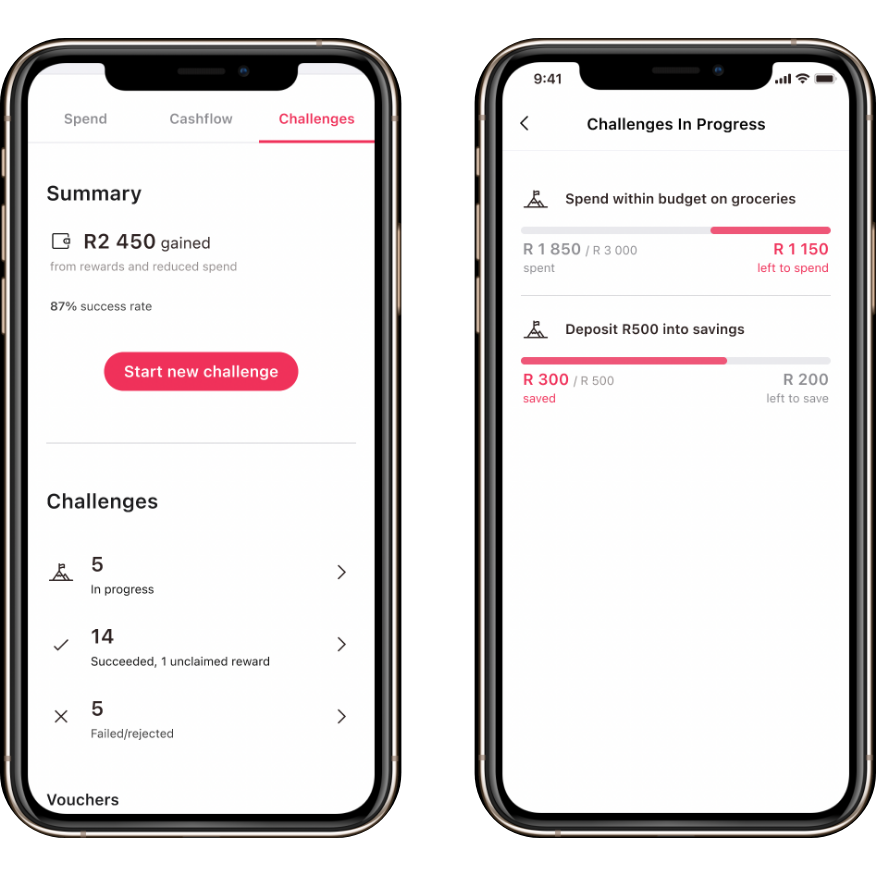 Spend Cashflow Challenges
Summary
R2 450 gained
from rewards and reduced spend
87% success rate
Start new challenge
Challenges
5
In progress
14
Succeeded, 1 unclaimed reward
5
Failed/rejected
Vouchers
9:41
Challenges In Progress
Spend within budget on groceries
R 1 850 / R 3 000 R 1 150
spent left to spend
Deposit R500 into savings
R 300 / R 500 R 200
saved left to save